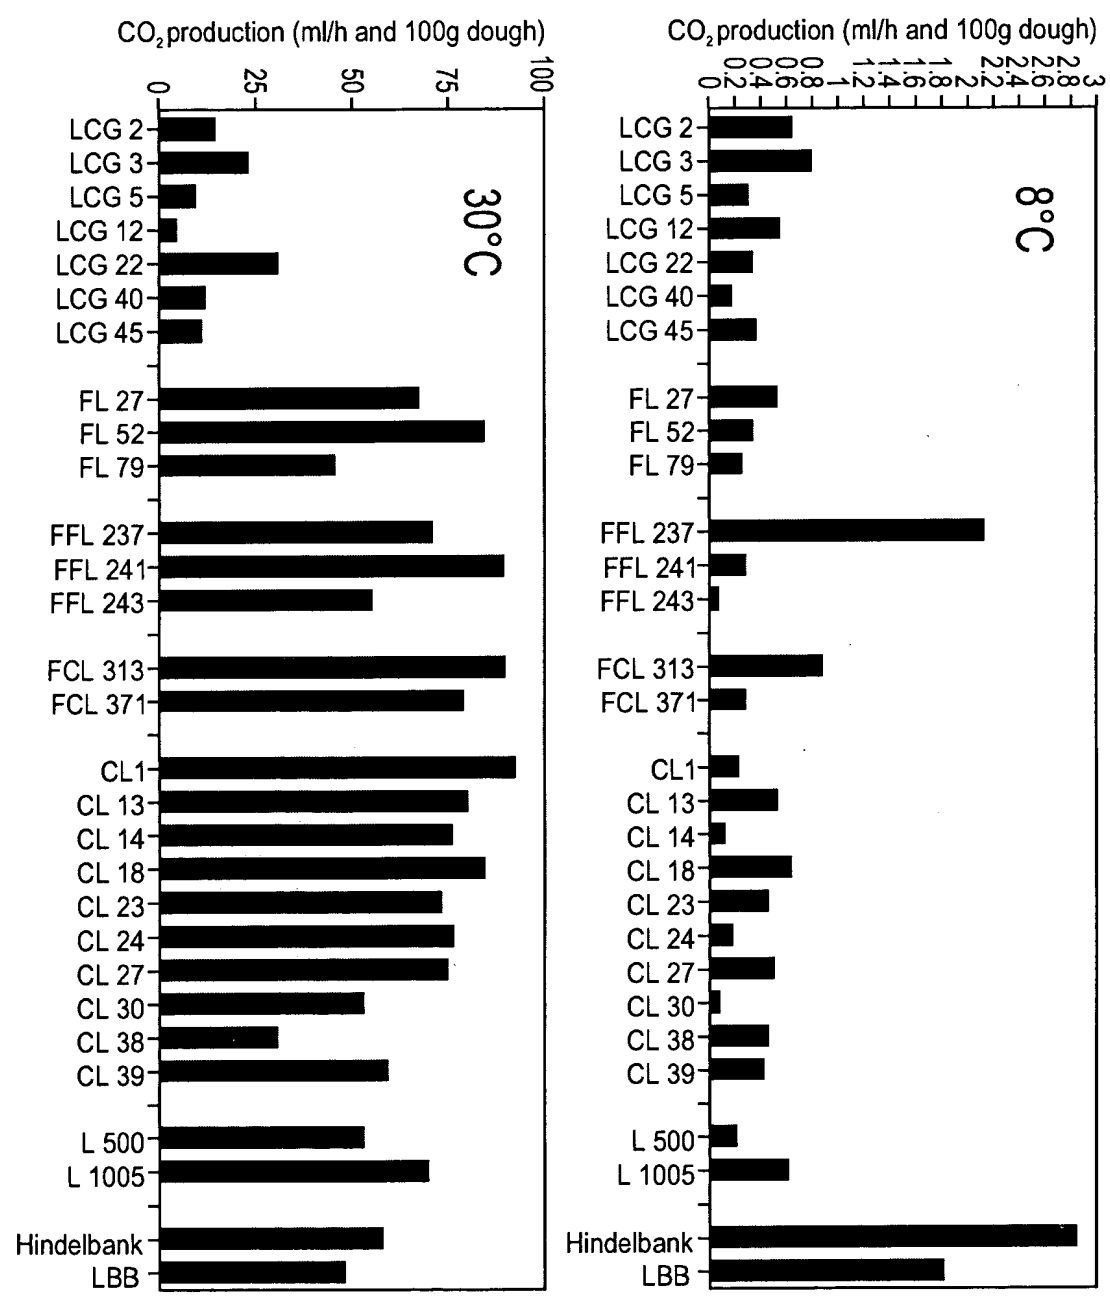 CO₂ production (ml/h and 100g dough)
0 25 50 75 100
30°C
LCG 2
LCG 3
LCG 5
LCG 12
LCG 22
LCG 40
LCG 45
FL 27
FL 52
FL 79
FFL 237
FFL 241
FFL 243
FCL 313
FCL 371
CL1
CL 13
CL 14
CL 18
CL 23
CL 24
CL 27
CL 30
CL 38
CL 39
L 500
L 1005
Hindelbank
LBB
CO₂ production (ml/h and 100g dough)
0 0.2 0.4 0.6 0.8 1 1.2 1.4 1.6 1.8 2 2.2 2.4 2.6 2.8 3
8°C
LCG 2
LCG 3
LCG 5
LCG 12
LCG 22
LCG 40
LCG 45
FL 27
FL 52
FL 79
FFL 237
FFL 241
FFL 243
FCL 313
FCL 371
CL1
CL 13
CL 14
CL 18
CL 23
CL 24
CL 27
CL 30
CL 38
CL 39
L 500
L 1005
Hindelbank
LBB